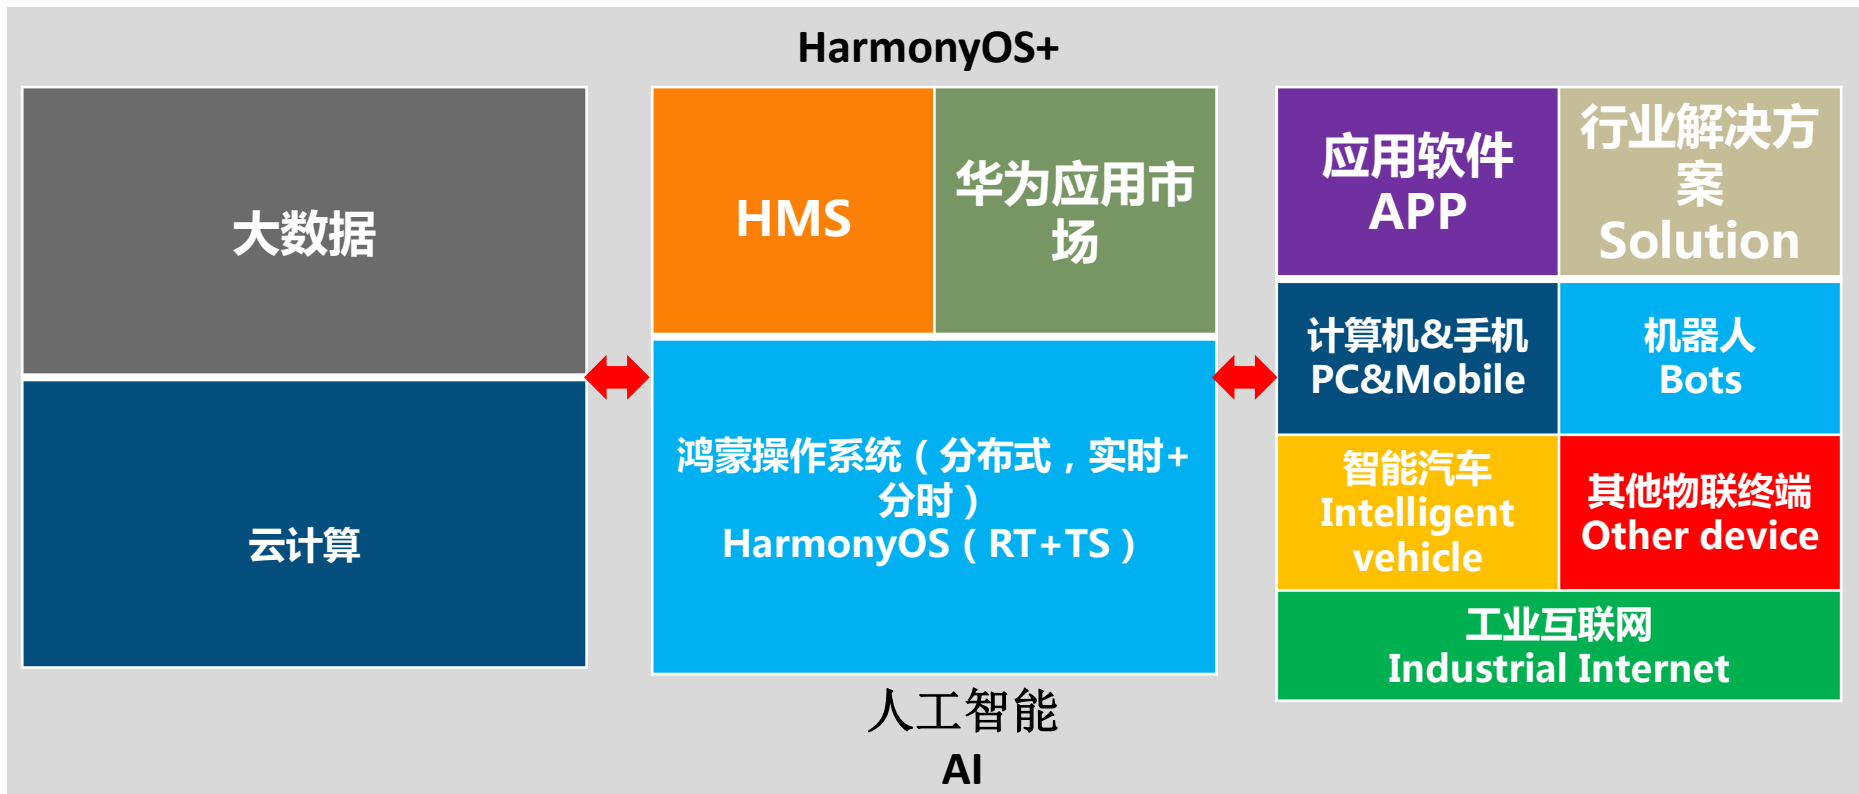 HarmonyOS+
大数据
云计算
HMS
华为应用市
场
鸿蒙操作系统（分布式，实时+
分时）
HarmonyOS（RT+TS）
应用软件
APP
行业解决方
案
Solution
计算机&手机
PC&Mobile
机器人
Bots
智能汽车
Intelligent
vehicle
其他物联终端
Other device
工业互联网
Industrial Internet
人工智能
AI